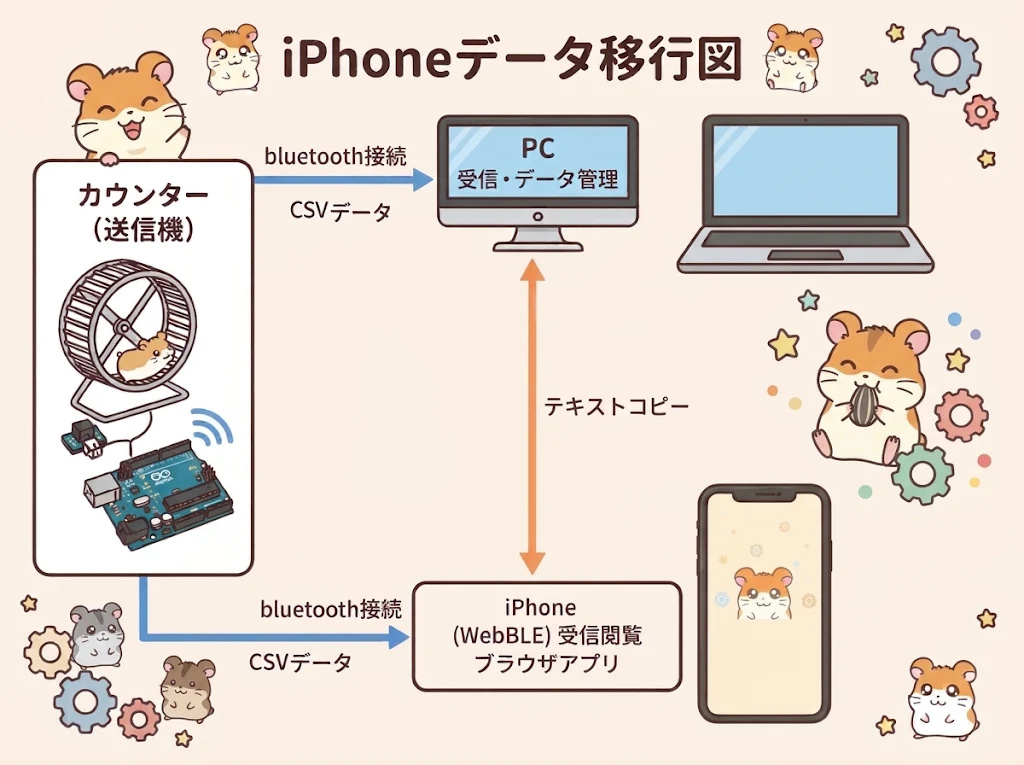 iPhoneデータ移行図
カウンター
（送信機）
bluetooth接続
CSVデータ
PC
受信・データ管理
テキストコピー
bluetooth接続
CSVデータ
iPhone
(WebBLE) 受信閲覧
ブラウザアプリ